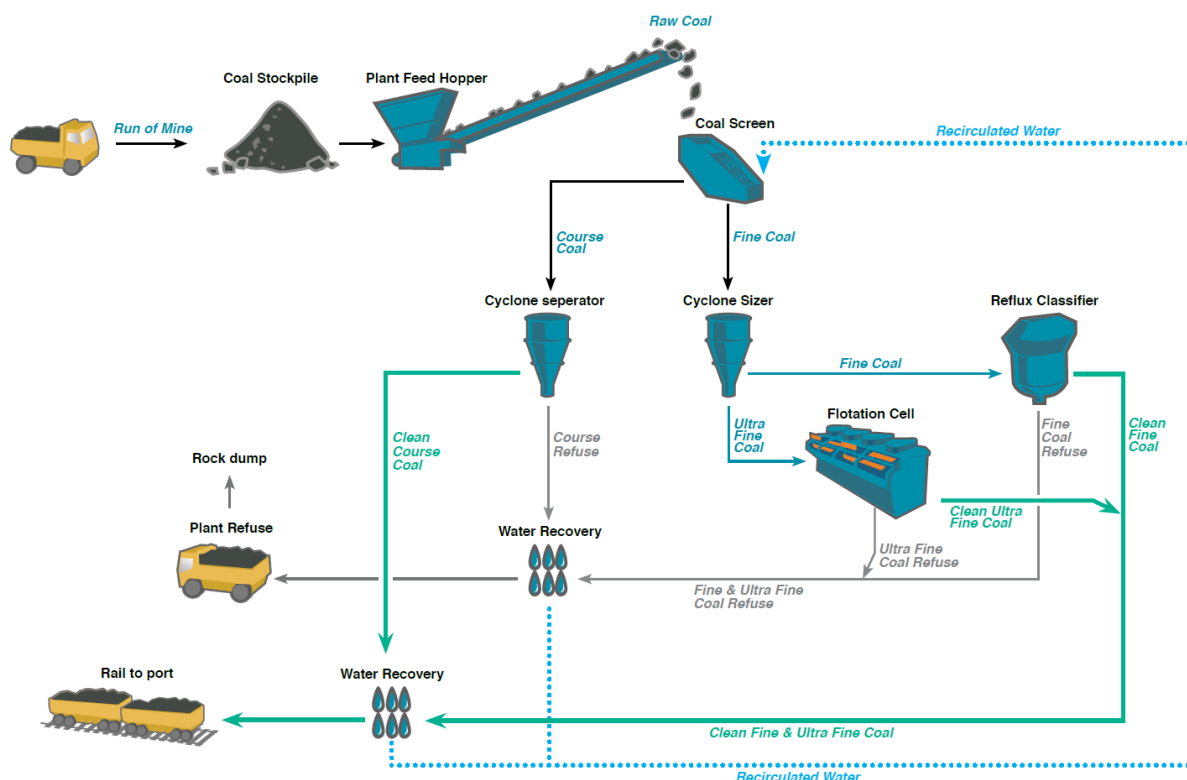 Raw Coal
Coal Stockpile
Plant Feed Hopper
Run of Mine
Coal Screen
Recirculated Water
Course
Coal
Fine Coal
Cyclone seperator
Cyclone Sizer
Reflux Classifier
Fine Coal
Flotation Cell
Ultra
Fine
Coal
Clean
Course
Coal
Course
Refuse
Fine
Coal
Refuse
Clean
Fine
Coal
Rock dump
Clean Ultra
Fine Coal
Plant Refuse
Water Recovery
Ultra Fine
Coal Refuse
Fine & Ultra Fine
Coal Refuse
Rail to port
Water Recovery
Clean Fine & Ultra Fine Coal
Recirculated Water